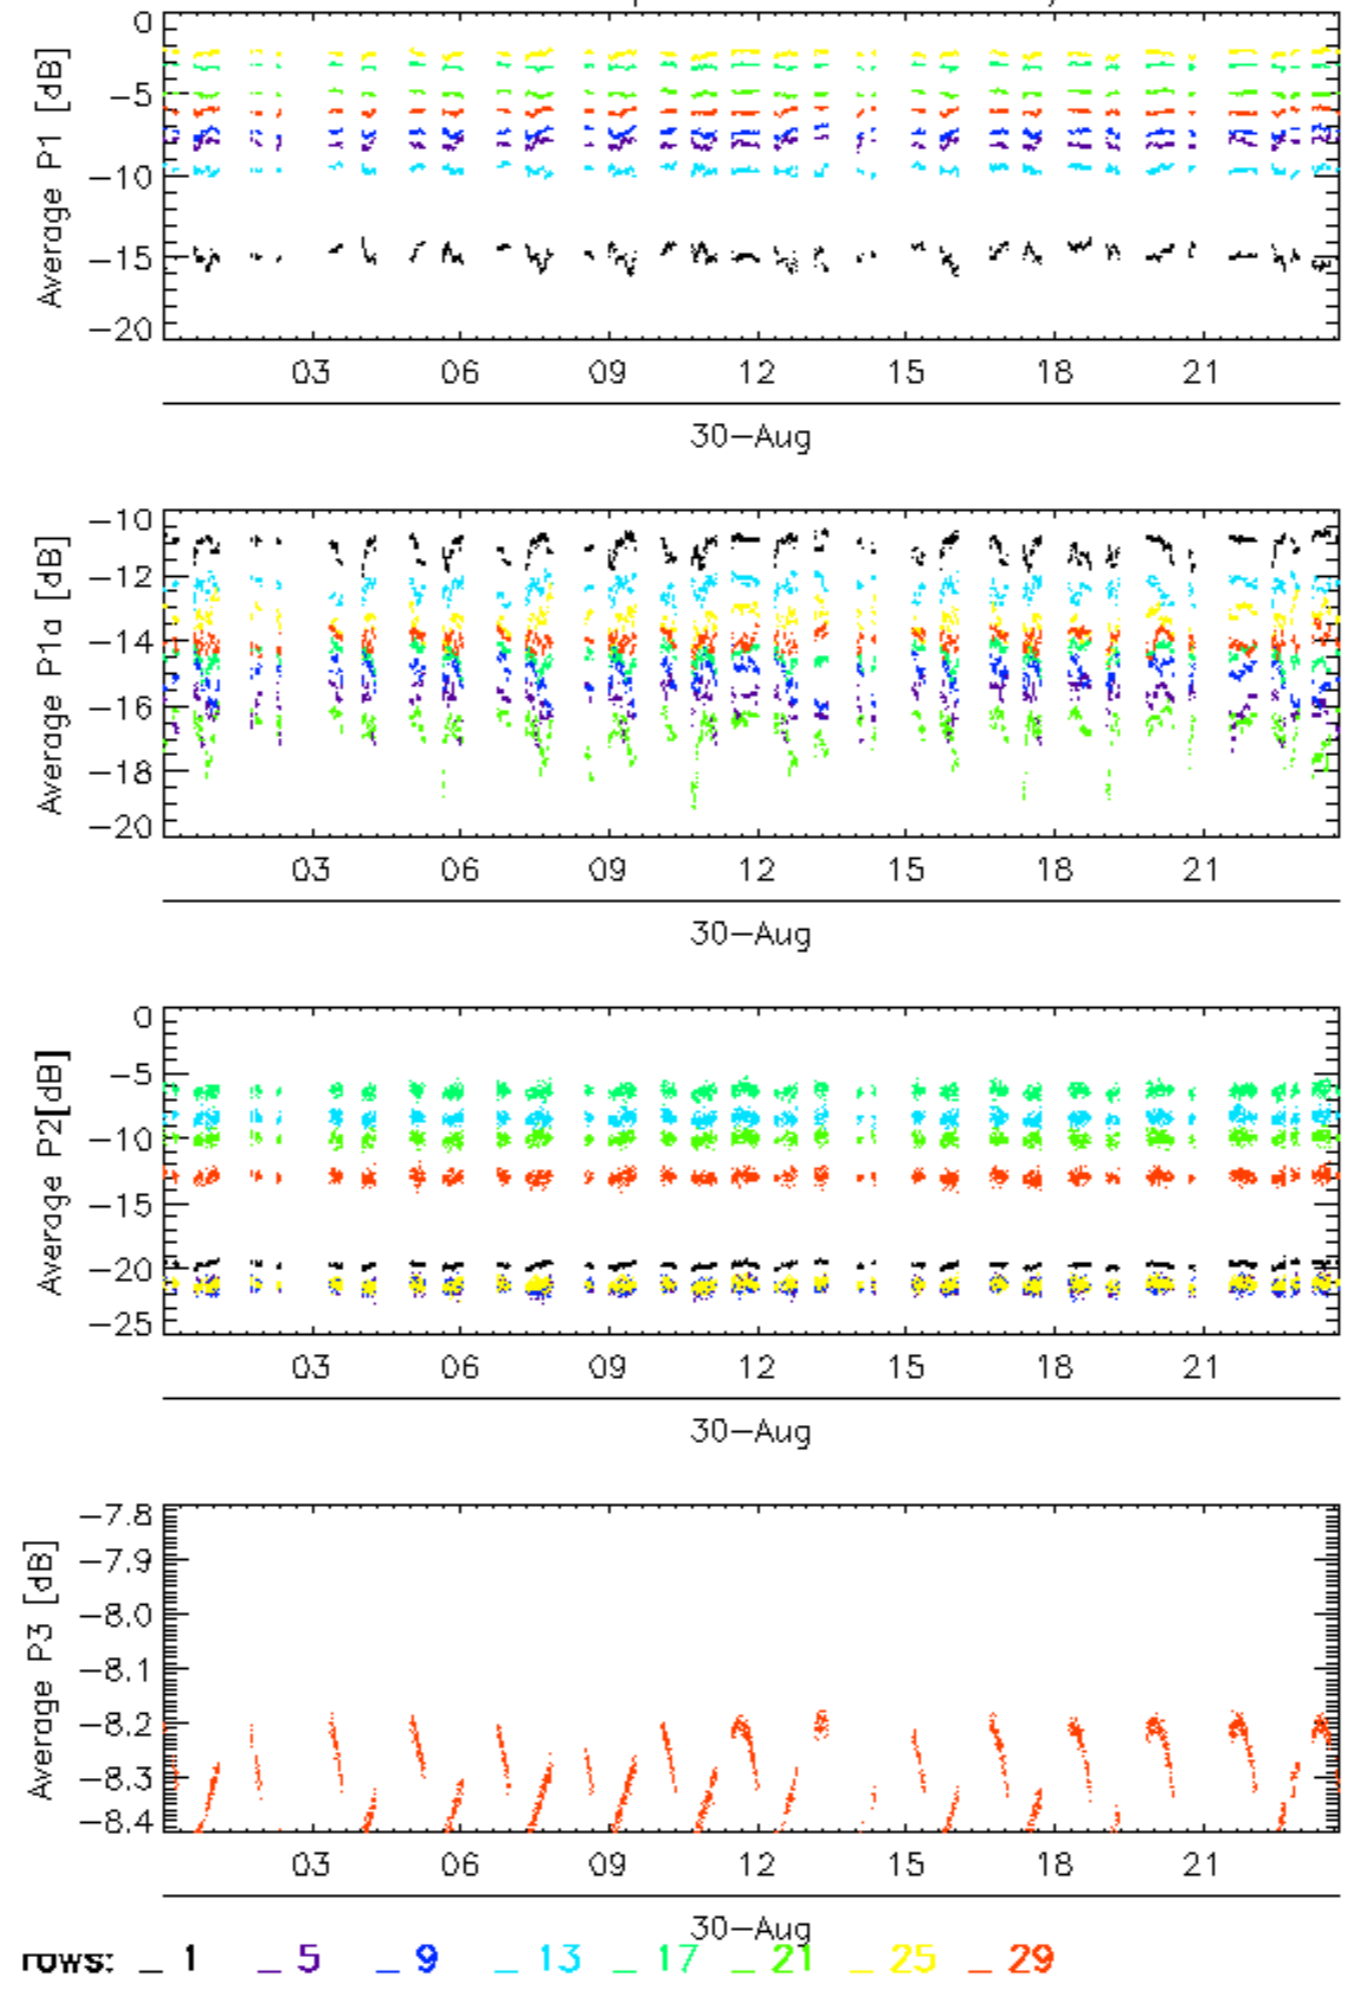 0
−5
−10
−15
−20
Average P1 [dB]
03 06 09 12 15 18 21
30−Aug
−10
−12
−14
−16
−18
−20
Average P1a [dB]
03 06 09 12 15 18 21
30−Aug
0
−5
−10
−15
−20
−25
Average P2[dB]
03 06 09 12 15 18 21
30−Aug
−7.8
−7.9
−8.0
−8.1
−8.2
−8.3
−8.4
Average P3 [dB]
03 06 09 12 15 18 21
30−Aug
rows: _ 1 _ 5 _ 9 _ 13 _ 17 _ 21 _ 25 _ 29